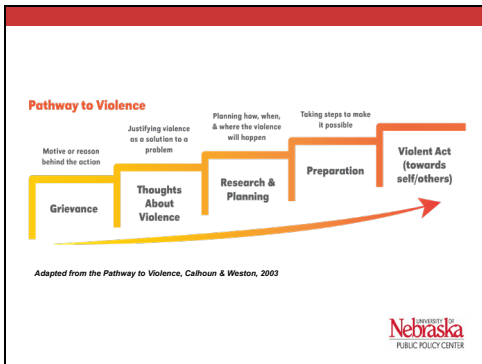 Pathway to Violence
Motive or reason
behind the action
Grievance
Justifying violence
as a solution to a
problem
Thoughts
About
Violence
Planning how, when,
& where the violence
will happen
Research &
Planning
Taking steps to make
it possible
Preparation
Violent Act
(towards
self/others)
Adapted from the Pathway to Violence, Calhoun & Weston, 2003
UNIVERSITY OF
Nebraska
PUBLIC POLICY CENTER